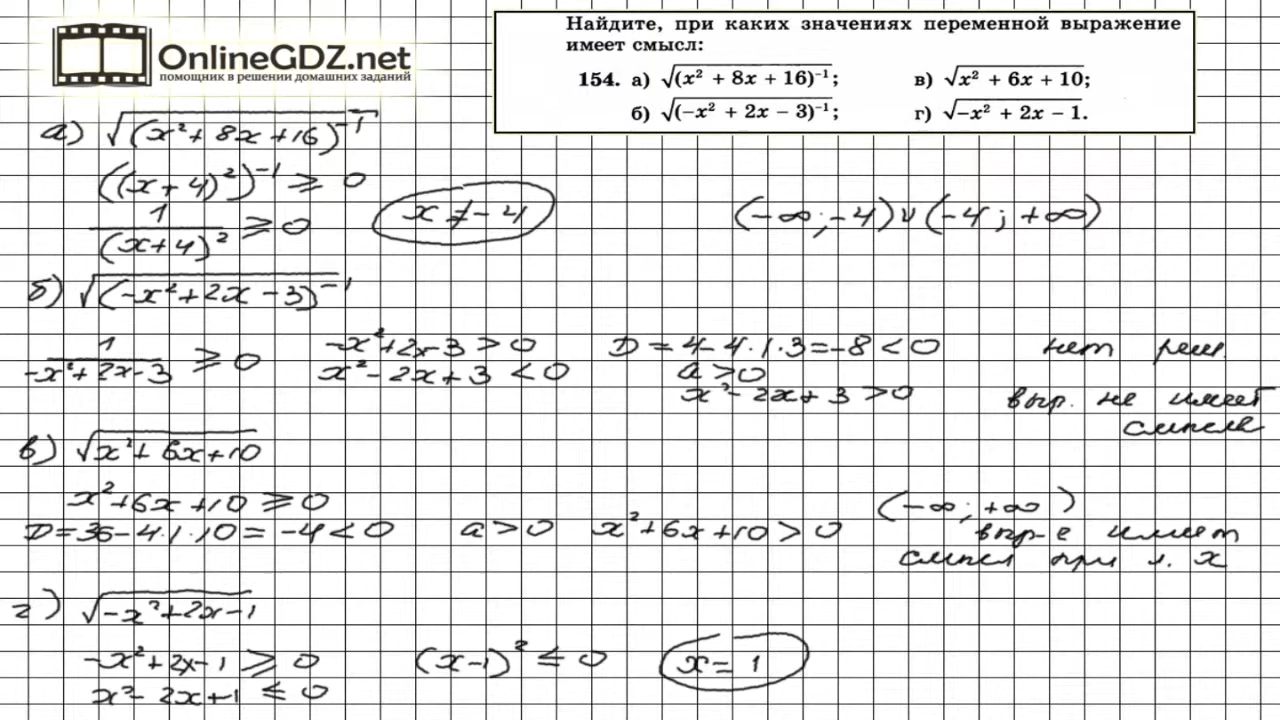 OnlineGDZ.net
помощник в решении домашних заданий
Найдите, при каких значениях переменной выражение
имеет смысл:
154. а) √((x² + 8x + 16)⁻¹); в) √(x² + 6x + 10);
б) √((−x² + 2x − 3)⁻¹); г) √(−x² + 2x − 1).
а) √((x² + 8x + 16)⁻¹)
((x + 4)²)⁻¹ ≥ 0
1/(x+4)² ≥ 0 x ≠ −4 (−∞; −4) ∪ (−4; +∞)
б) √((−x² + 2x − 3)⁻¹)
1/(−x² + 2x − 3) ≥ 0 −x² + 2x − 3 > 0 D = 4 − 4·1·3 = −8 < 0 нет реш.
x² − 2x + 3 < 0 a > 0
x² − 2x + 3 > 0 выр. не имеет
смысла
в) √(x² + 6x + 10)
x² + 6x + 10 ≥ 0 (−∞; +∞)
D = 36 − 4·1·10 = −4 < 0 a > 0 x² + 6x + 10 > 0 выр-е имеет
смысл при л. x
г) √(−x² + 2x − 1)
−x² + 2x − 1 ≥ 0 (x − 1)² ≤ 0 x = 1
x² − 2x + 1 ≤ 0